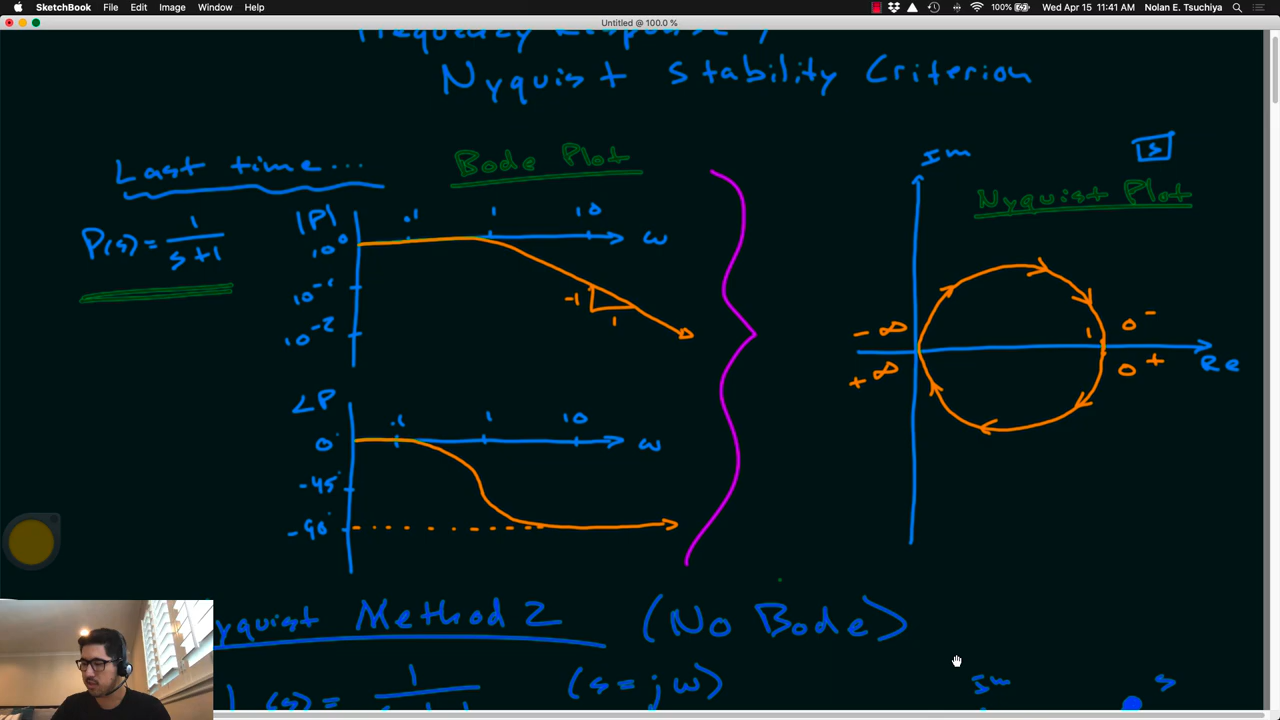 SketchBook File Edit Image Window Help 100% Wed Apr 15 11:41 AM Nolan E. Tsuchiya
Untitled @ 100.0 %
Frequency Response /
Nyquist Stability Criterion
Last time...
P(s) = 1 / s+1
Bode Plot
|P|
.1 1 10 ω
10⁰
10⁻¹
10⁻²
-1
1
∠P
.1 1 10 ω
0°
-45°
-90°
Im
S
Nyquist Plot
-∞ 1 0⁻
+∞ 0⁺ Re
Nyquist Method 2 (No Bode)
(s) = 1 (s = jω)
Im s